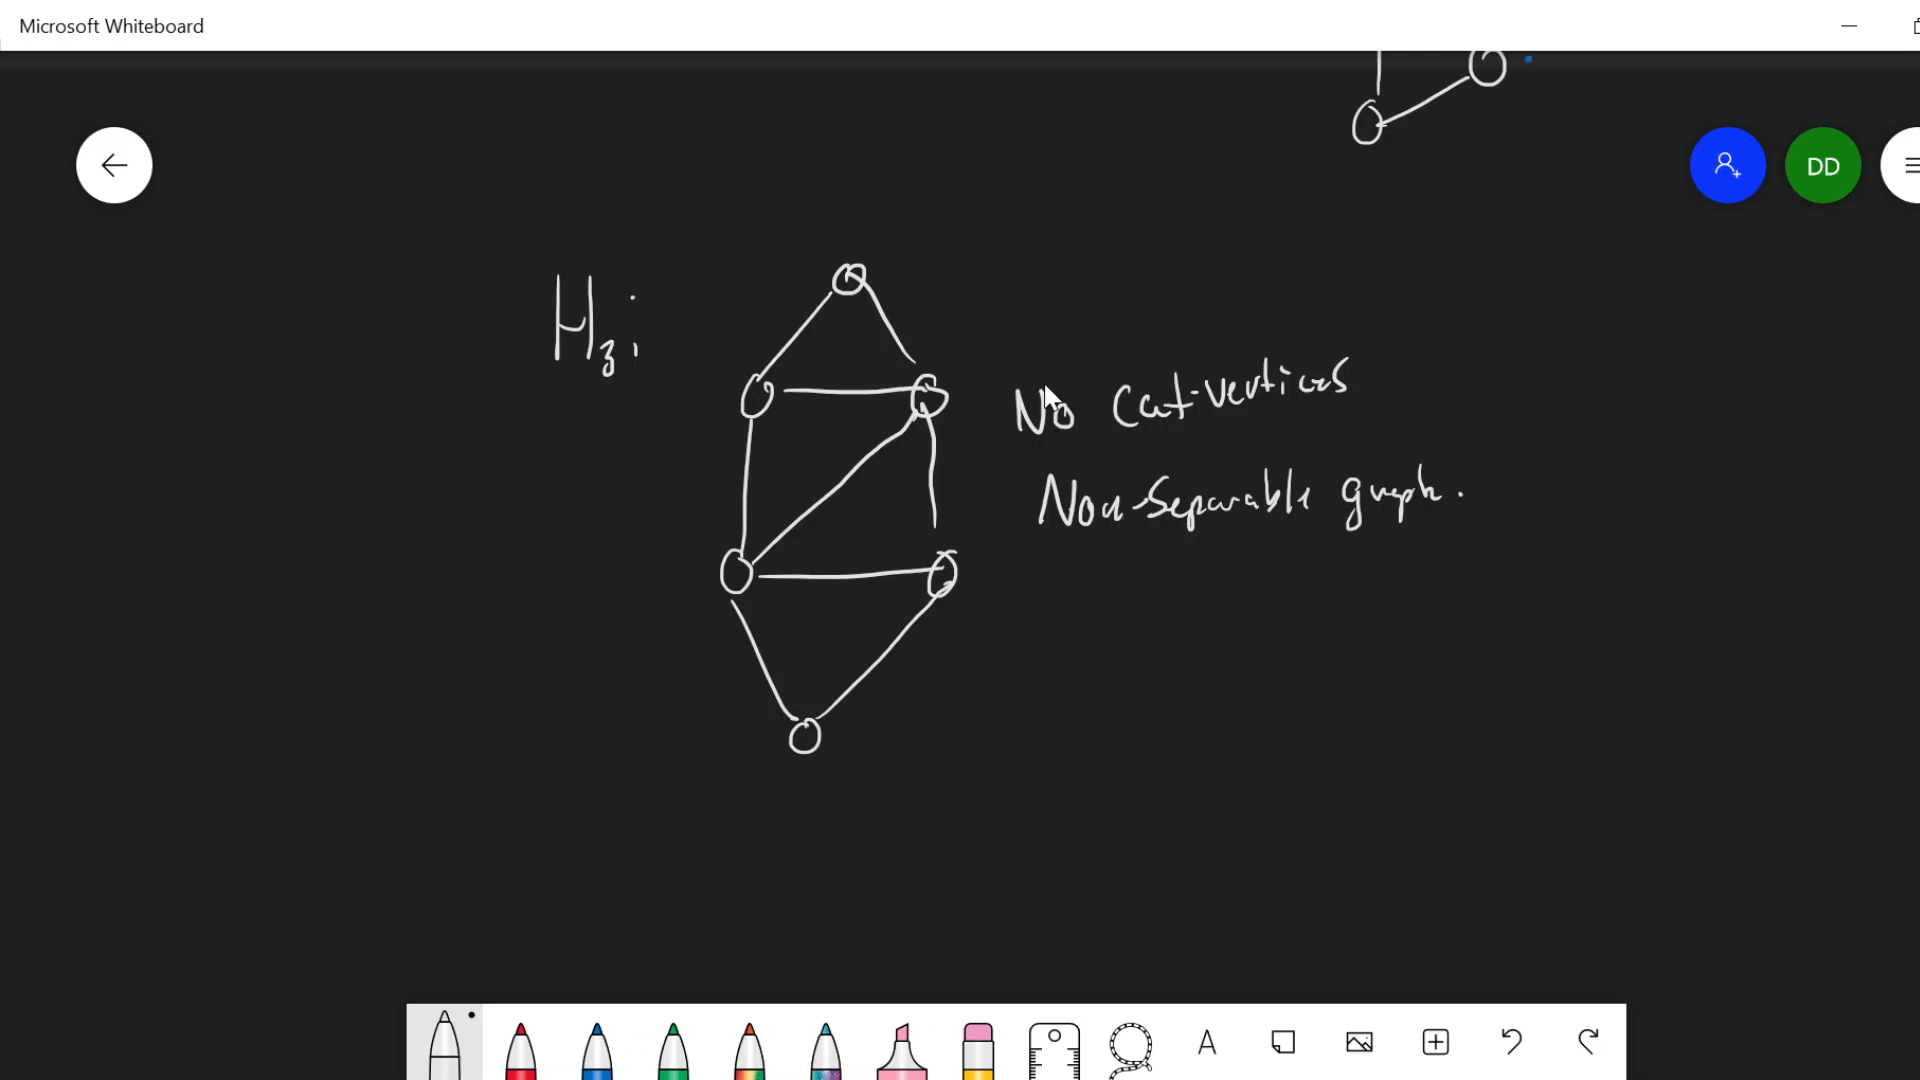 Microsoft Whiteboard
DD
H3:
No Cut-vertices
Non-Separable graph.
A